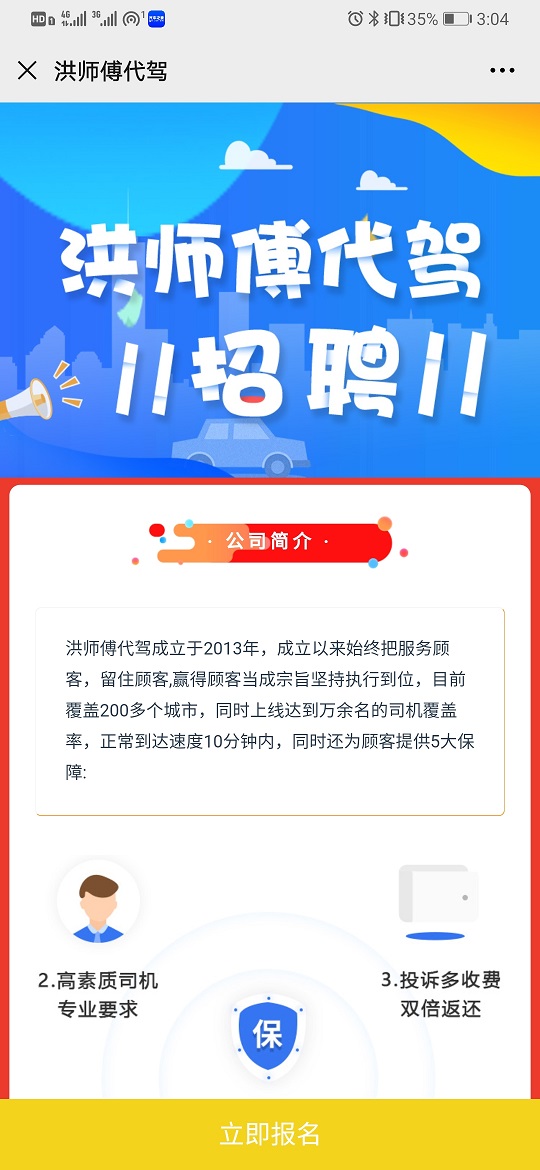 HD 4G 3G 1 35% 3:04
洪师傅代驾
洪师傅代驾
招聘
· 公司简介 ·
洪师傅代驾成立于2013年，成立以来始终把服务顾
客，留住顾客,赢得顾客当成宗旨坚持执行到位，目前
覆盖200多个城市，同时上线达到万余名的司机覆盖
率，正常到达速度10分钟内，同时还为顾客提供5大保
障:
2.高素质司机
专业要求
3.投诉多收费
双倍返还
保
立即报名